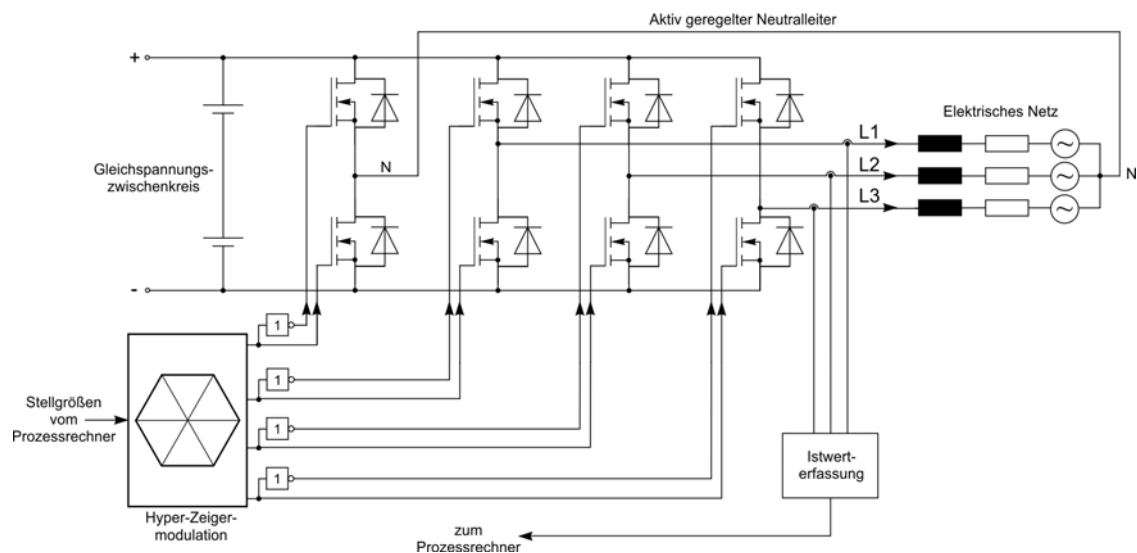 Aktiv geregelter Neutralleiter
+
Elektrisches Netz
L1
Gleichspannungs-
zwischenkreis
N
L2
N
L3
-
1
1
Stellgrößen
vom
Prozessrechner
1
Istwert-
erfassung
1
Hyper-Zeiger-
modulation
zum
Prozessrechner